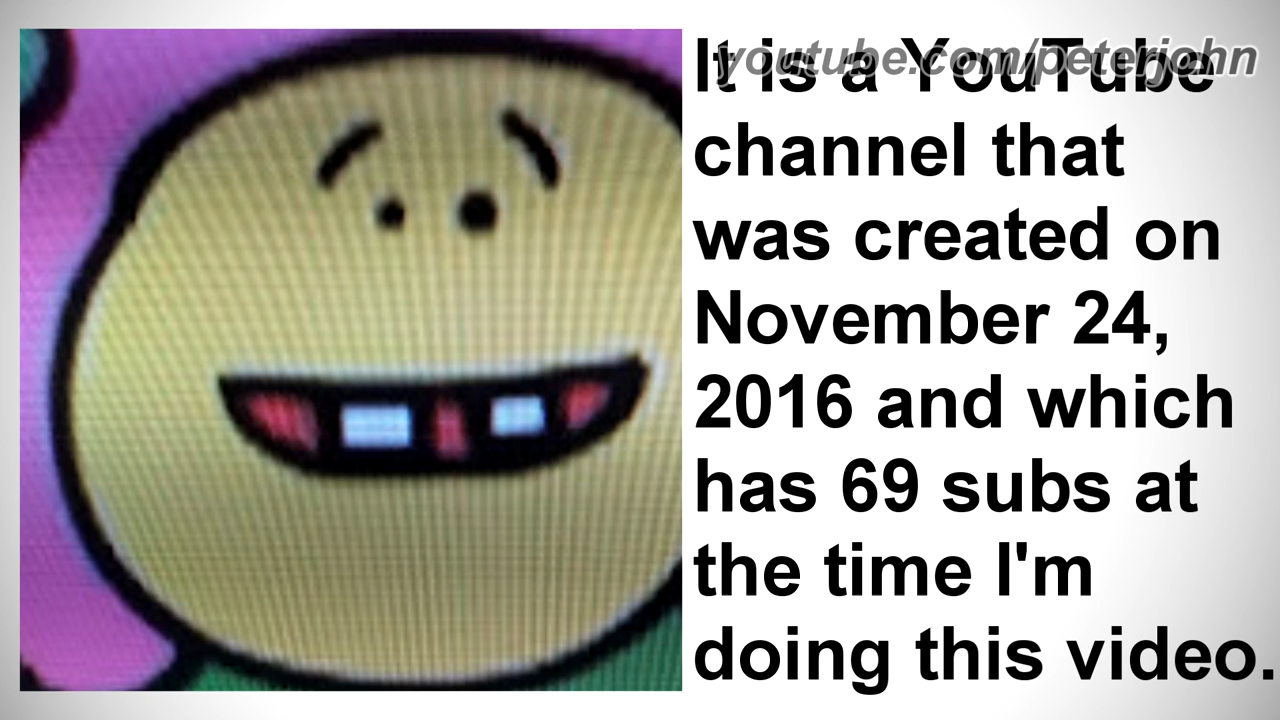 youtube.com/peterjohn
It is a YouTube
channel that
was created on
November 24,
2016 and which
has 69 subs at
the time I'm
doing this video.